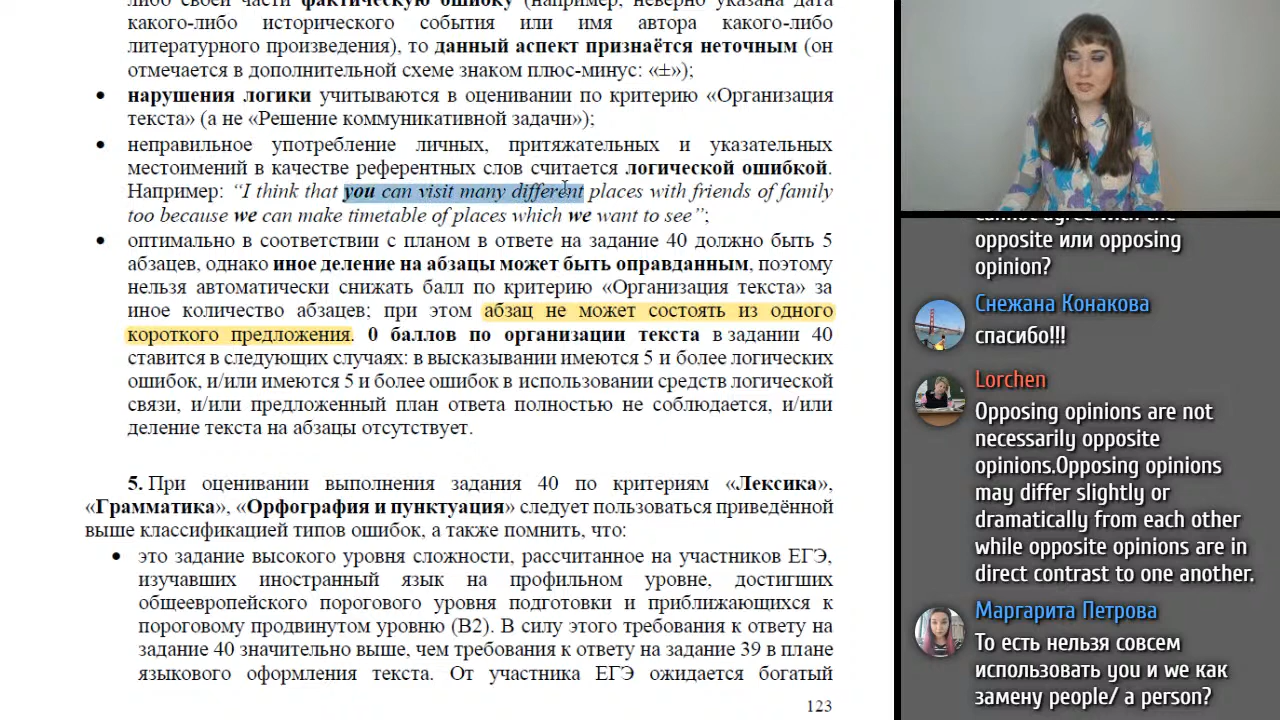 либо своей части фактическую ошибку (например, неверно указана дата
какого-либо исторического события или имя автора какого-либо
литературного произведения), то данный аспект признаётся неточным (он
отмечается в дополнительной схеме знаком плюс-минус: «±»);
• нарушения логики учитываются в оценивании по критерию «Организация
текста» (а не «Решение коммуникативной задачи»);
• неправильное употребление личных, притяжательных и указательных
местоимений в качестве референтных слов считается логической ошибкой.
Например: “I think that you can visit many different places with friends of family
too because we can make timetable of places which we want to see”;
• оптимально в соответствии с планом в ответе на задание 40 должно быть 5
абзацев, однако иное деление на абзацы может быть оправданным, поэтому
нельзя автоматически снижать балл по критерию «Организация текста» за
иное количество абзацев; при этом абзац не может состоять из одного
короткого предложения. 0 баллов по организации текста в задании 40
ставится в следующих случаях: в высказывании имеются 5 и более логических
ошибок, и/или имеются 5 и более ошибок в использовании средств логической
связи, и/или предложенный план ответа полностью не соблюдается, и/или
деление текста на абзацы отсутствует.
5. При оценивании выполнения задания 40 по критериям «Лексика»,
«Грамматика», «Орфография и пунктуация» следует пользоваться приведённой
выше классификацией типов ошибок, а также помнить, что:
• это задание высокого уровня сложности, рассчитанное на участников ЕГЭ,
изучавших иностранный язык на профильном уровне, достигших
общеевропейского порогового уровня подготовки и приближающихся к
пороговому продвинутому уровню (В2). В силу этого требования к ответу на
задание 40 значительно выше, чем требования к ответу на задание 39 в плане
языкового оформления текста. От участника ЕГЭ ожидается богатый
123
cannot agree with the
opposite или opposing
opinion?
Снежана Конакова
спасибо!!!
Lorchen
Opposing opinions are not
necessarily opposite
opinions.Opposing opinions
may differ slightly or
dramatically from each other
while opposite opinions are in
direct contrast to one another.
Маргарита Петрова
То есть нельзя совсем
использовать you и we как
замену people/ a person?